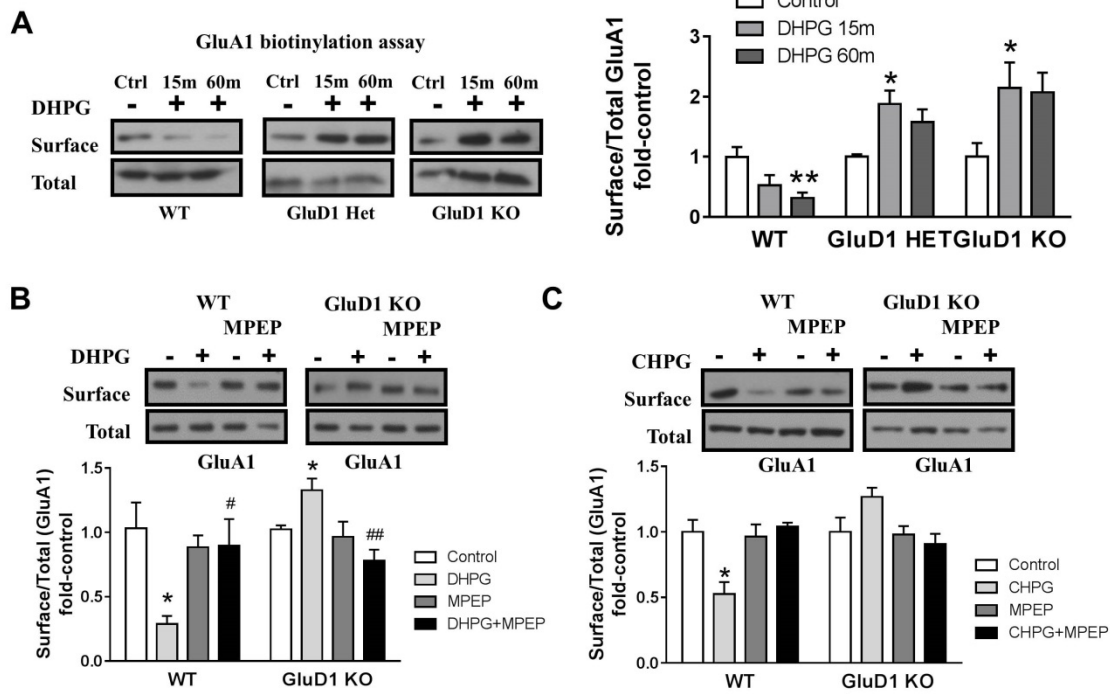 A
GluA1 biotinylation assay
Ctrl 15m 60m Ctrl 15m 60m Ctrl 15m 60m
DHPG - + + - + + - + +
Surface
Total
WT GluD1 Het GluD1 KO
Control
DHPG 15m
DHPG 60m
Surface/Total GluA1
fold-control
3
2
1
0
* * **
WT GluD1 HET GluD1 KO
B
WT GluD1 KO
MPEP MPEP
DHPG - + - + - + - +
Surface
Total
GluA1 GluA1
Surface/Total (GluA1)
fold-control
1.5
1.0
0.5
0.0
* # * ##
WT GluD1 KO
Control
DHPG
MPEP
DHPG+MPEP
C
WT GluD1 KO
MPEP MPEP
CHPG - + - + - + - +
Surface
Total
GluA1 GluA1
Surface/Total (GluA1)
fold-control
1.5
1.0
0.5
0.0
*
WT GluD1 KO
Control
CHPG
MPEP
CHPG+MPEP